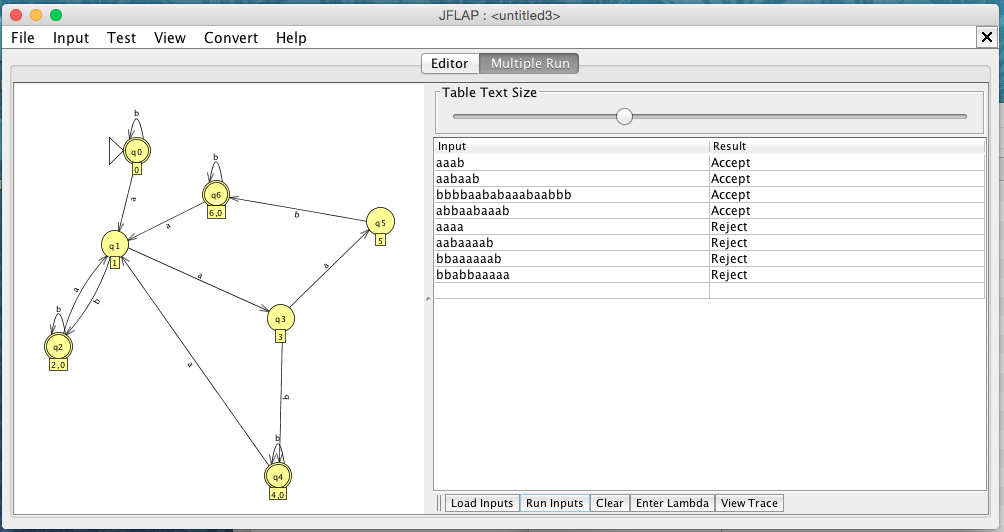 JFLAP : <untitled3>
File Input Test View Convert Help
Editor Multiple Run
b
q0
0
a
b
q6
6,0
a
b
q5
5
q1
1
a
a
a
b
b
q2
2,0
q3
3
a
b
b
q4
4,0
Table Text Size
Input Result
aaab Accept
aabaab Accept
bbbbaababaaabaabbb Accept
abbaabaaab Accept
aaaa Reject
aabaaaab Reject
bbaaaaaab Reject
bbabbaaaaa Reject
Load Inputs Run Inputs Clear Enter Lambda View Trace